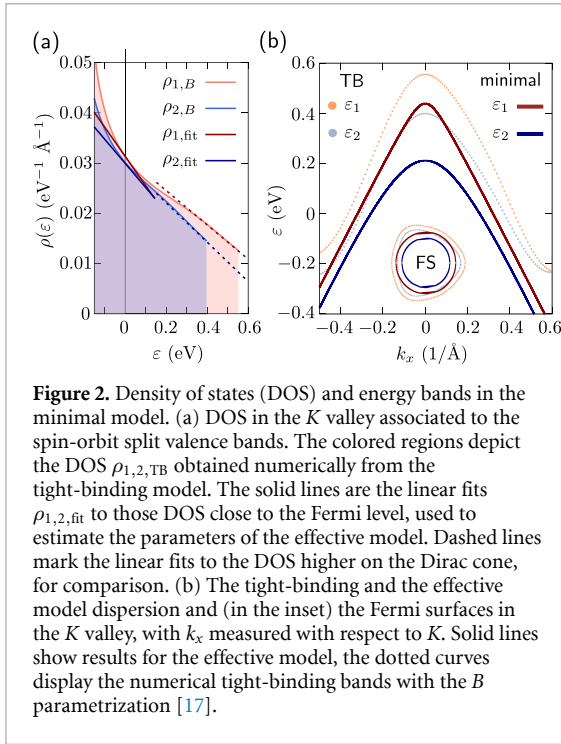 (a)
0.05
0.04
0.03
0.02
0.01
ρ(ε) (eV⁻¹ Å⁻¹)
ρ1,B
ρ2,B
ρ1,fit
ρ2,fit
0 0.2 0.4 0.6
ε (eV)
(b)
0.6
0.4
0.2
0
−0.2
−0.4
ε (eV)
TB
ε1
ε2
minimal
ε1
ε2
FS
-0.4 -0.2 0 0.2 0.4 0.6
kx (1/Å)
Figure 2. Density of states (DOS) and energy bands in the
minimal model. (a) DOS in the K valley associated to the
spin-orbit split valence bands. The colored regions depict
the DOS ρ1,2,TB obtained numerically from the
tight-binding model. The solid lines are the linear fits
ρ1,2,fit to those DOS close to the Fermi level, used to
estimate the parameters of the effective model. Dashed lines
mark the linear fits to the DOS higher on the Dirac cone,
for comparison. (b) The tight-binding and the effective
model dispersion and (in the inset) the Fermi surfaces in
the K valley, with kx measured with respect to K. Solid lines
show results for the effective model, the dotted curves
display the numerical tight-binding bands with the B
parametrization [17].